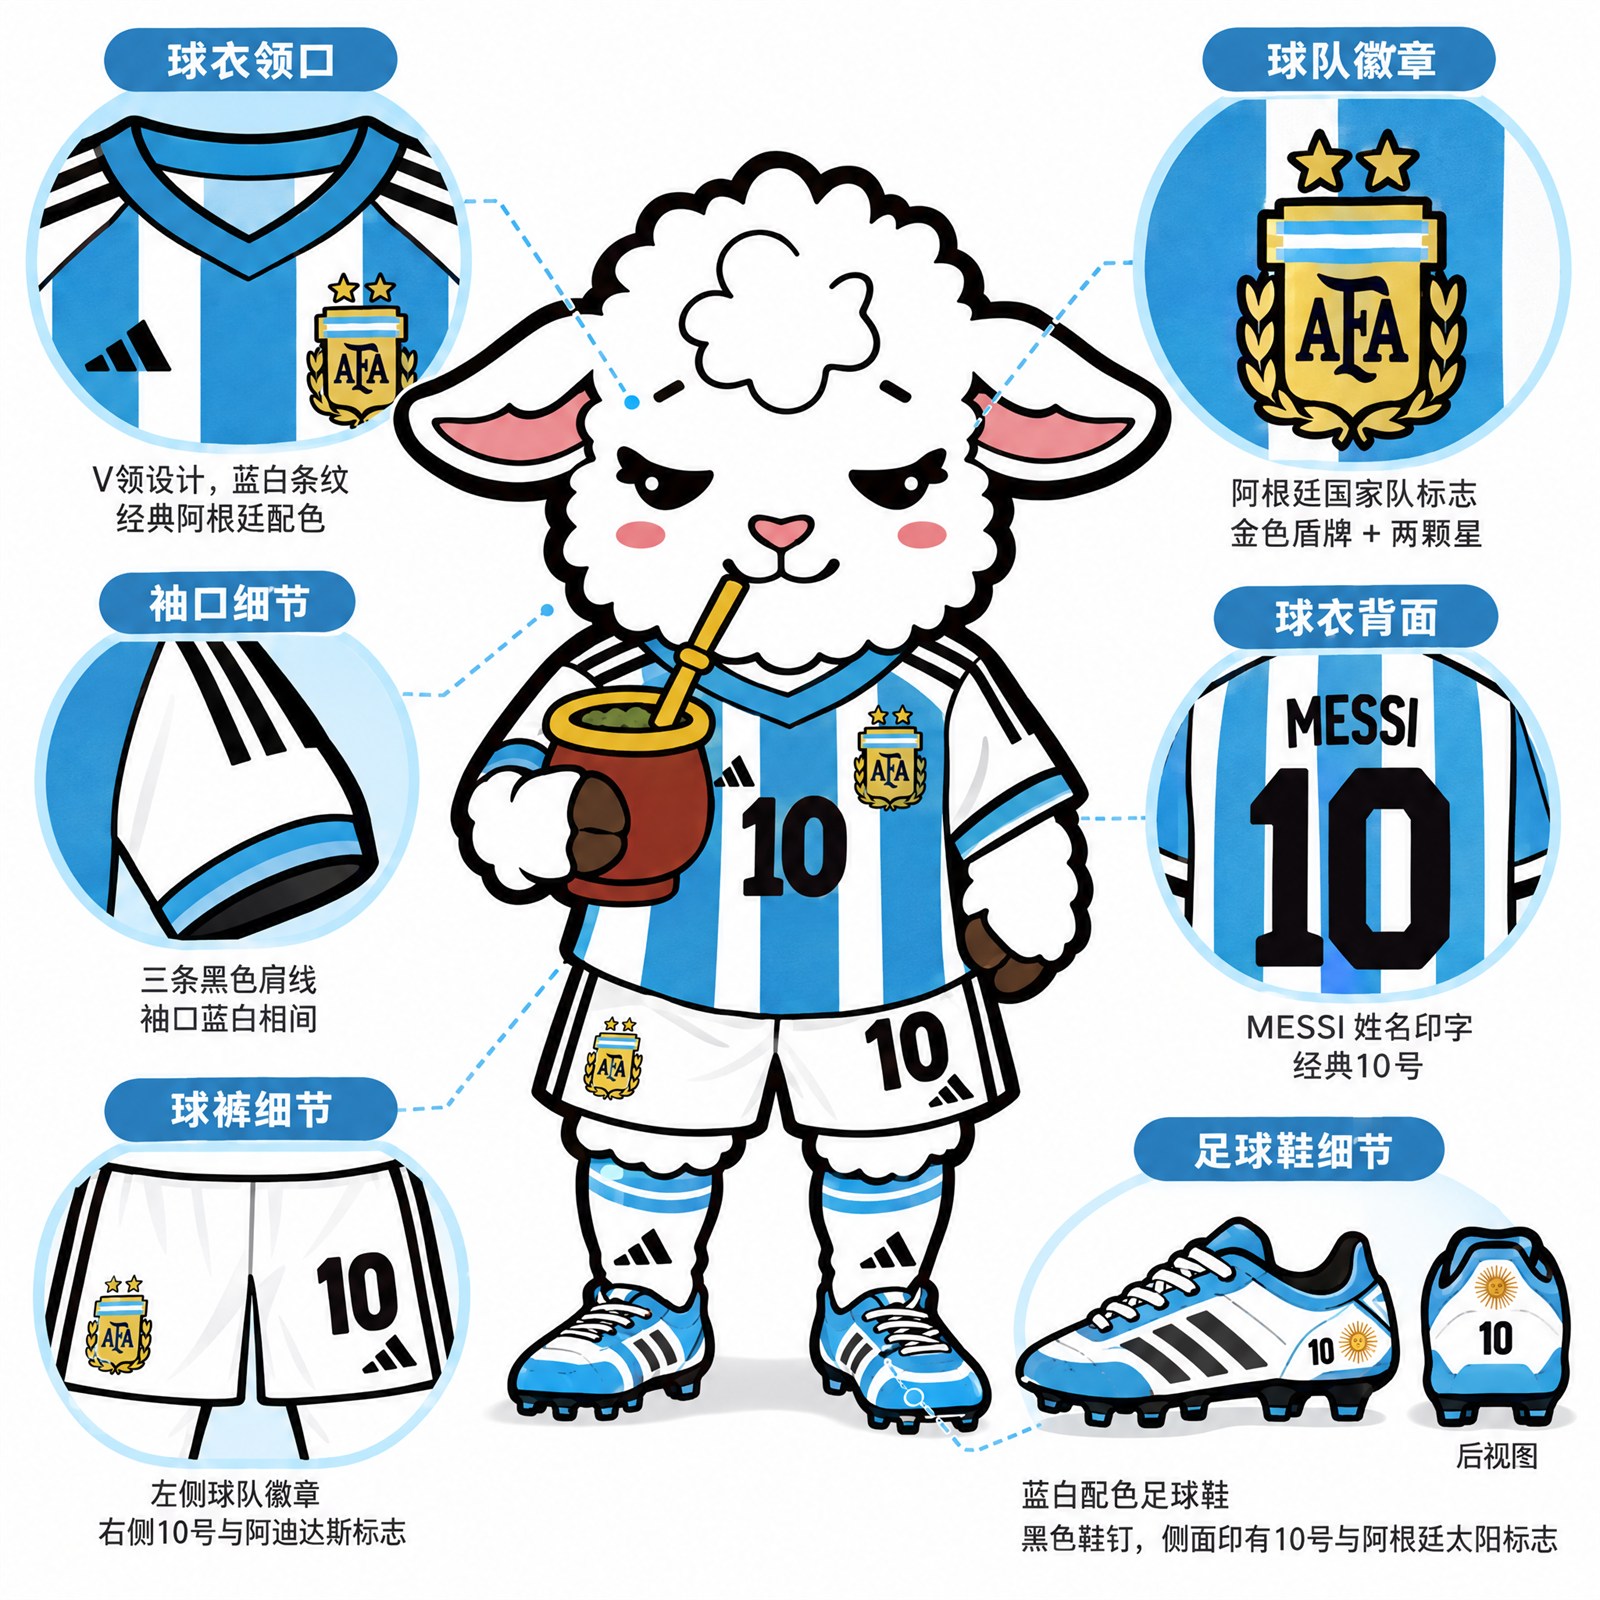 球衣领口
AFA
V领设计，蓝白条纹
经典阿根廷配色
球队徽章
AFA
阿根廷国家队标志
金色盾牌 + 两颗星
袖口细节
三条黑色肩线
袖口蓝白相间
球衣背面
MESSI
10
MESSI 姓名印字
经典10号
AFA
10
AFA
10
球裤细节
AFA
10
左侧球队徽章
右侧10号与阿迪达斯标志
足球鞋细节
10
10
后视图
蓝白配色足球鞋
黑色鞋钉，侧面印有10号与阿根廷太阳标志